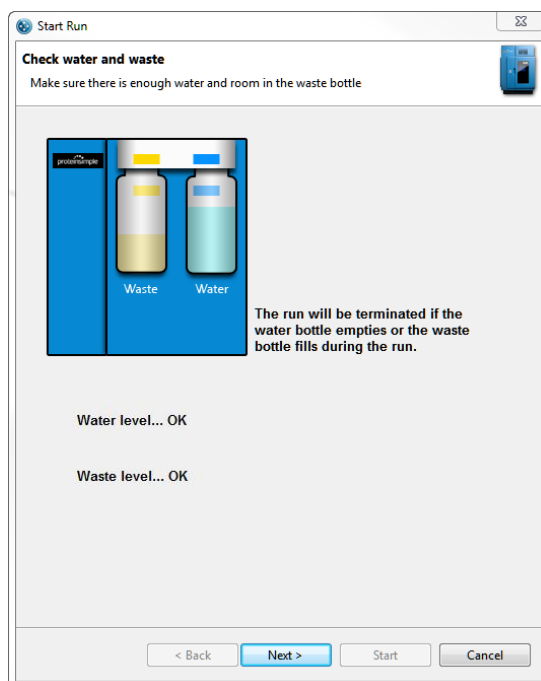 Start Run
Check water and waste
Make sure there is enough water and room in the waste bottle
proteinsimple
Waste Water
The run will be terminated if the
water bottle empties or the waste
bottle fills during the run.
Water level... OK
Waste level... OK
< Back Next > Start Cancel